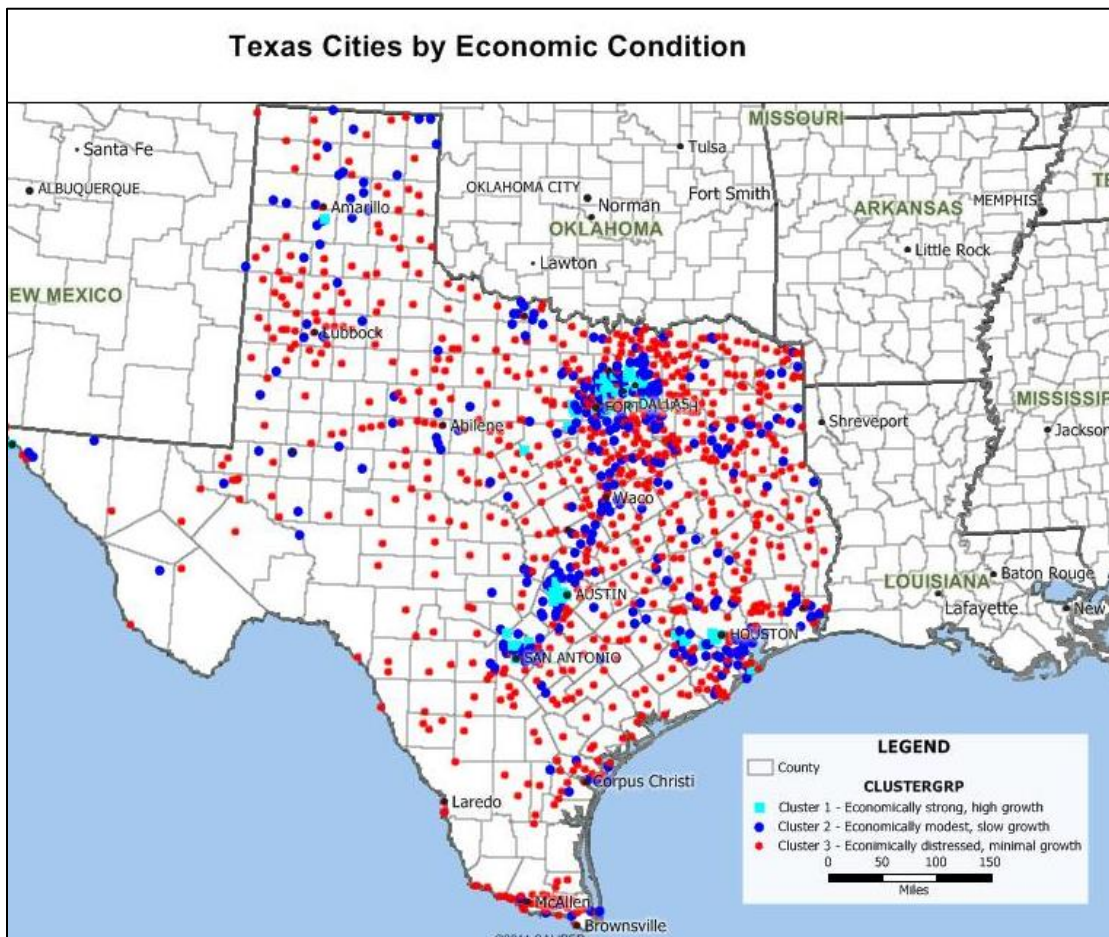 Texas Cities by Economic Condition
MISSOURI
Santa Fe
Tulsa
ALBUQUERQUE
OKLAHOMA CITY
Fort Smith
MEMPHIS
Norman
ARKANSAS
Amarillo
OKLAHOMA
Little Rock
Lawton
EW MEXICO
Lubbock
MISSISSIP
DALLAS
FORT
Abilene
Shreveport
Jackson
Waco
Baton Rouge
LOUISIANA
AUSTIN
Lafayette
New
HOUSTON
SAN ANTONIO
LEGEND
County
CLUSTERGRP
Corpus Christi
Laredo
Cluster 1 - Economically strong, high growth
Cluster 2 - Economically modest, slow growth
Cluster 3 - Econimically distressed, minimal growth
0 50 100 150
Miles
McAllen
Brownsville